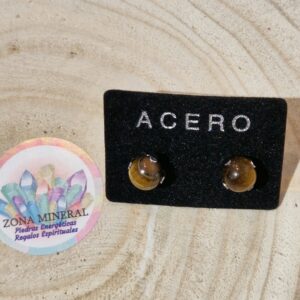 ACERO
ZONA MINERAL
Piedras Energéticas
Regalos Espirituales